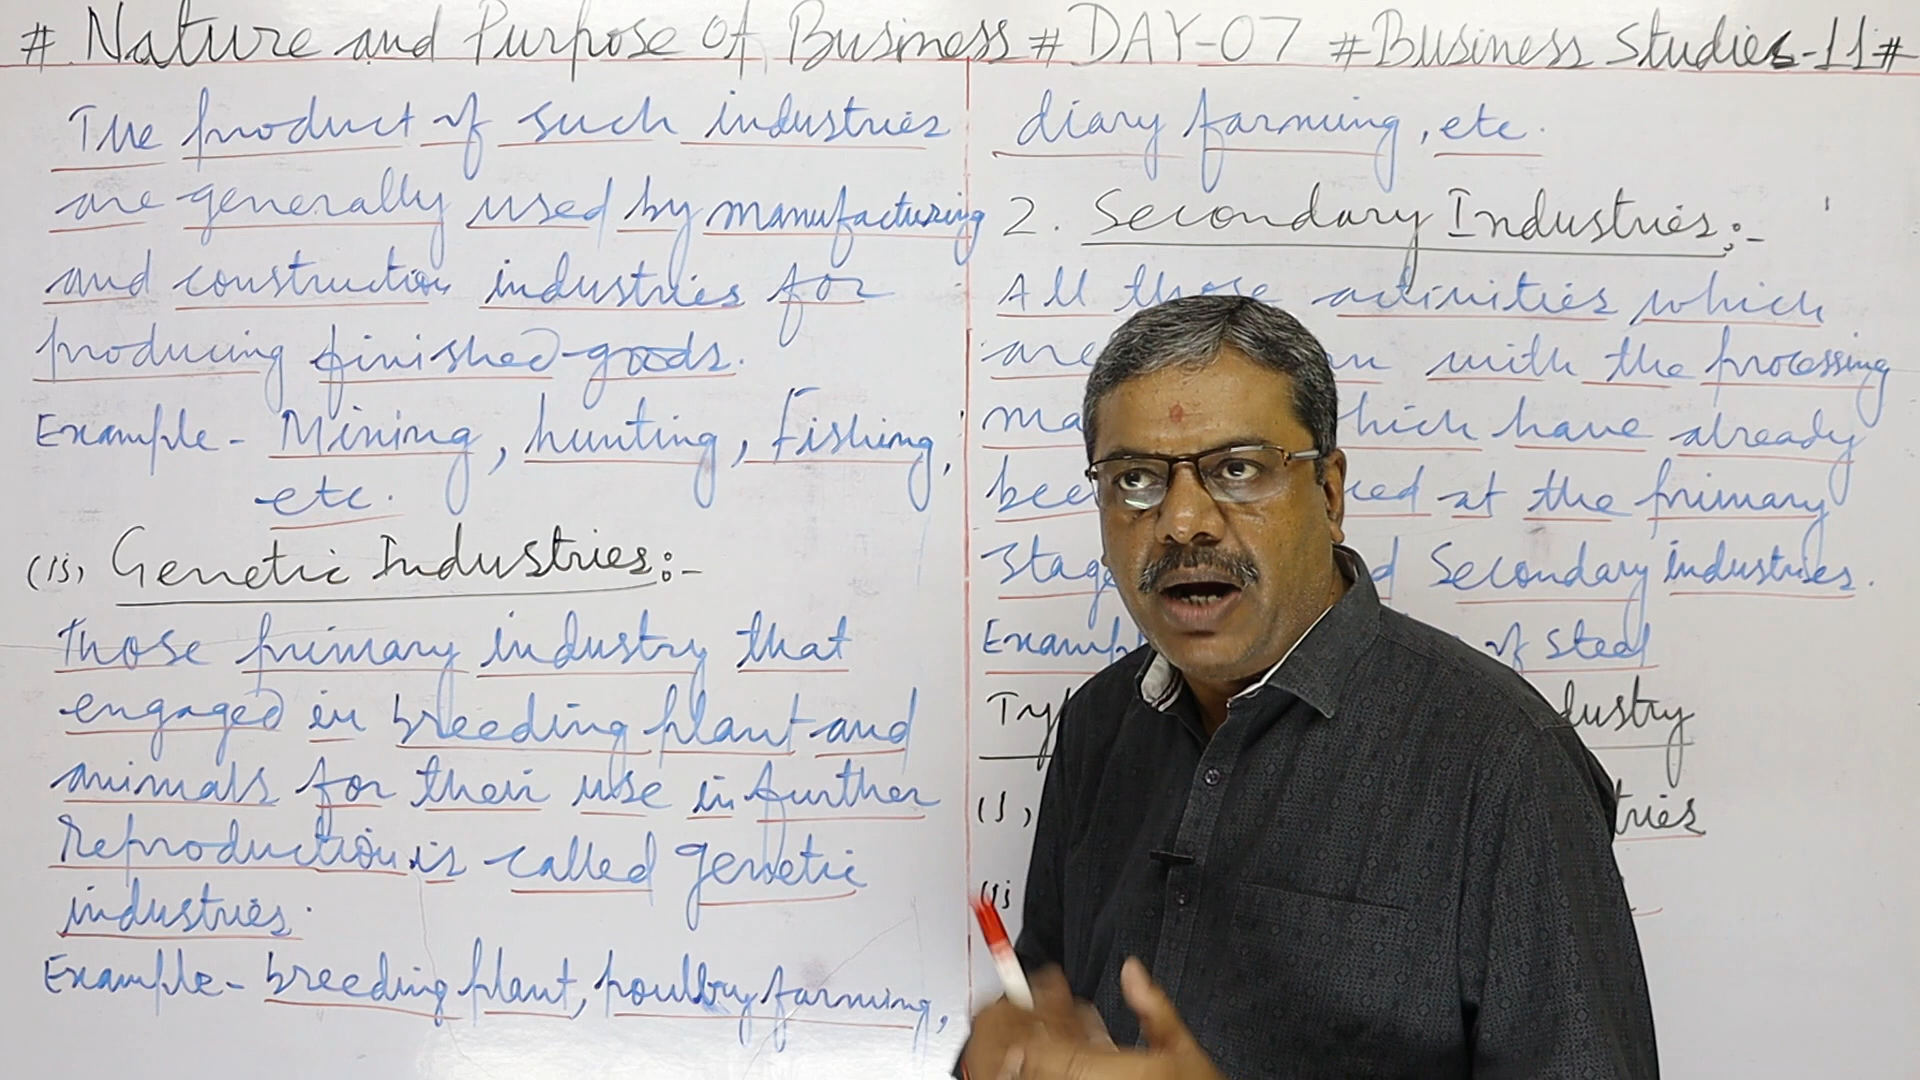 # Nature and Purpose Of Business # DAY-07 # Business Studies-11 #
The product of such industries
are generally used by manufacturing
and construction industries for
producing finished goods.
Example - Mining, hunting, Fishing,
etc.
(ii) Genetic Industries:-
Those primary industry that
engaged in breeding plant and
animals for their use in further
Reproduction is called genetic
industries.
Example - breeding plant, poultry farming,
diary farming, etc.
2. Secondary Industries:-
All those activities which
are with the processing
which have already
at the primary
Secondary industries.
of Steel
(i)